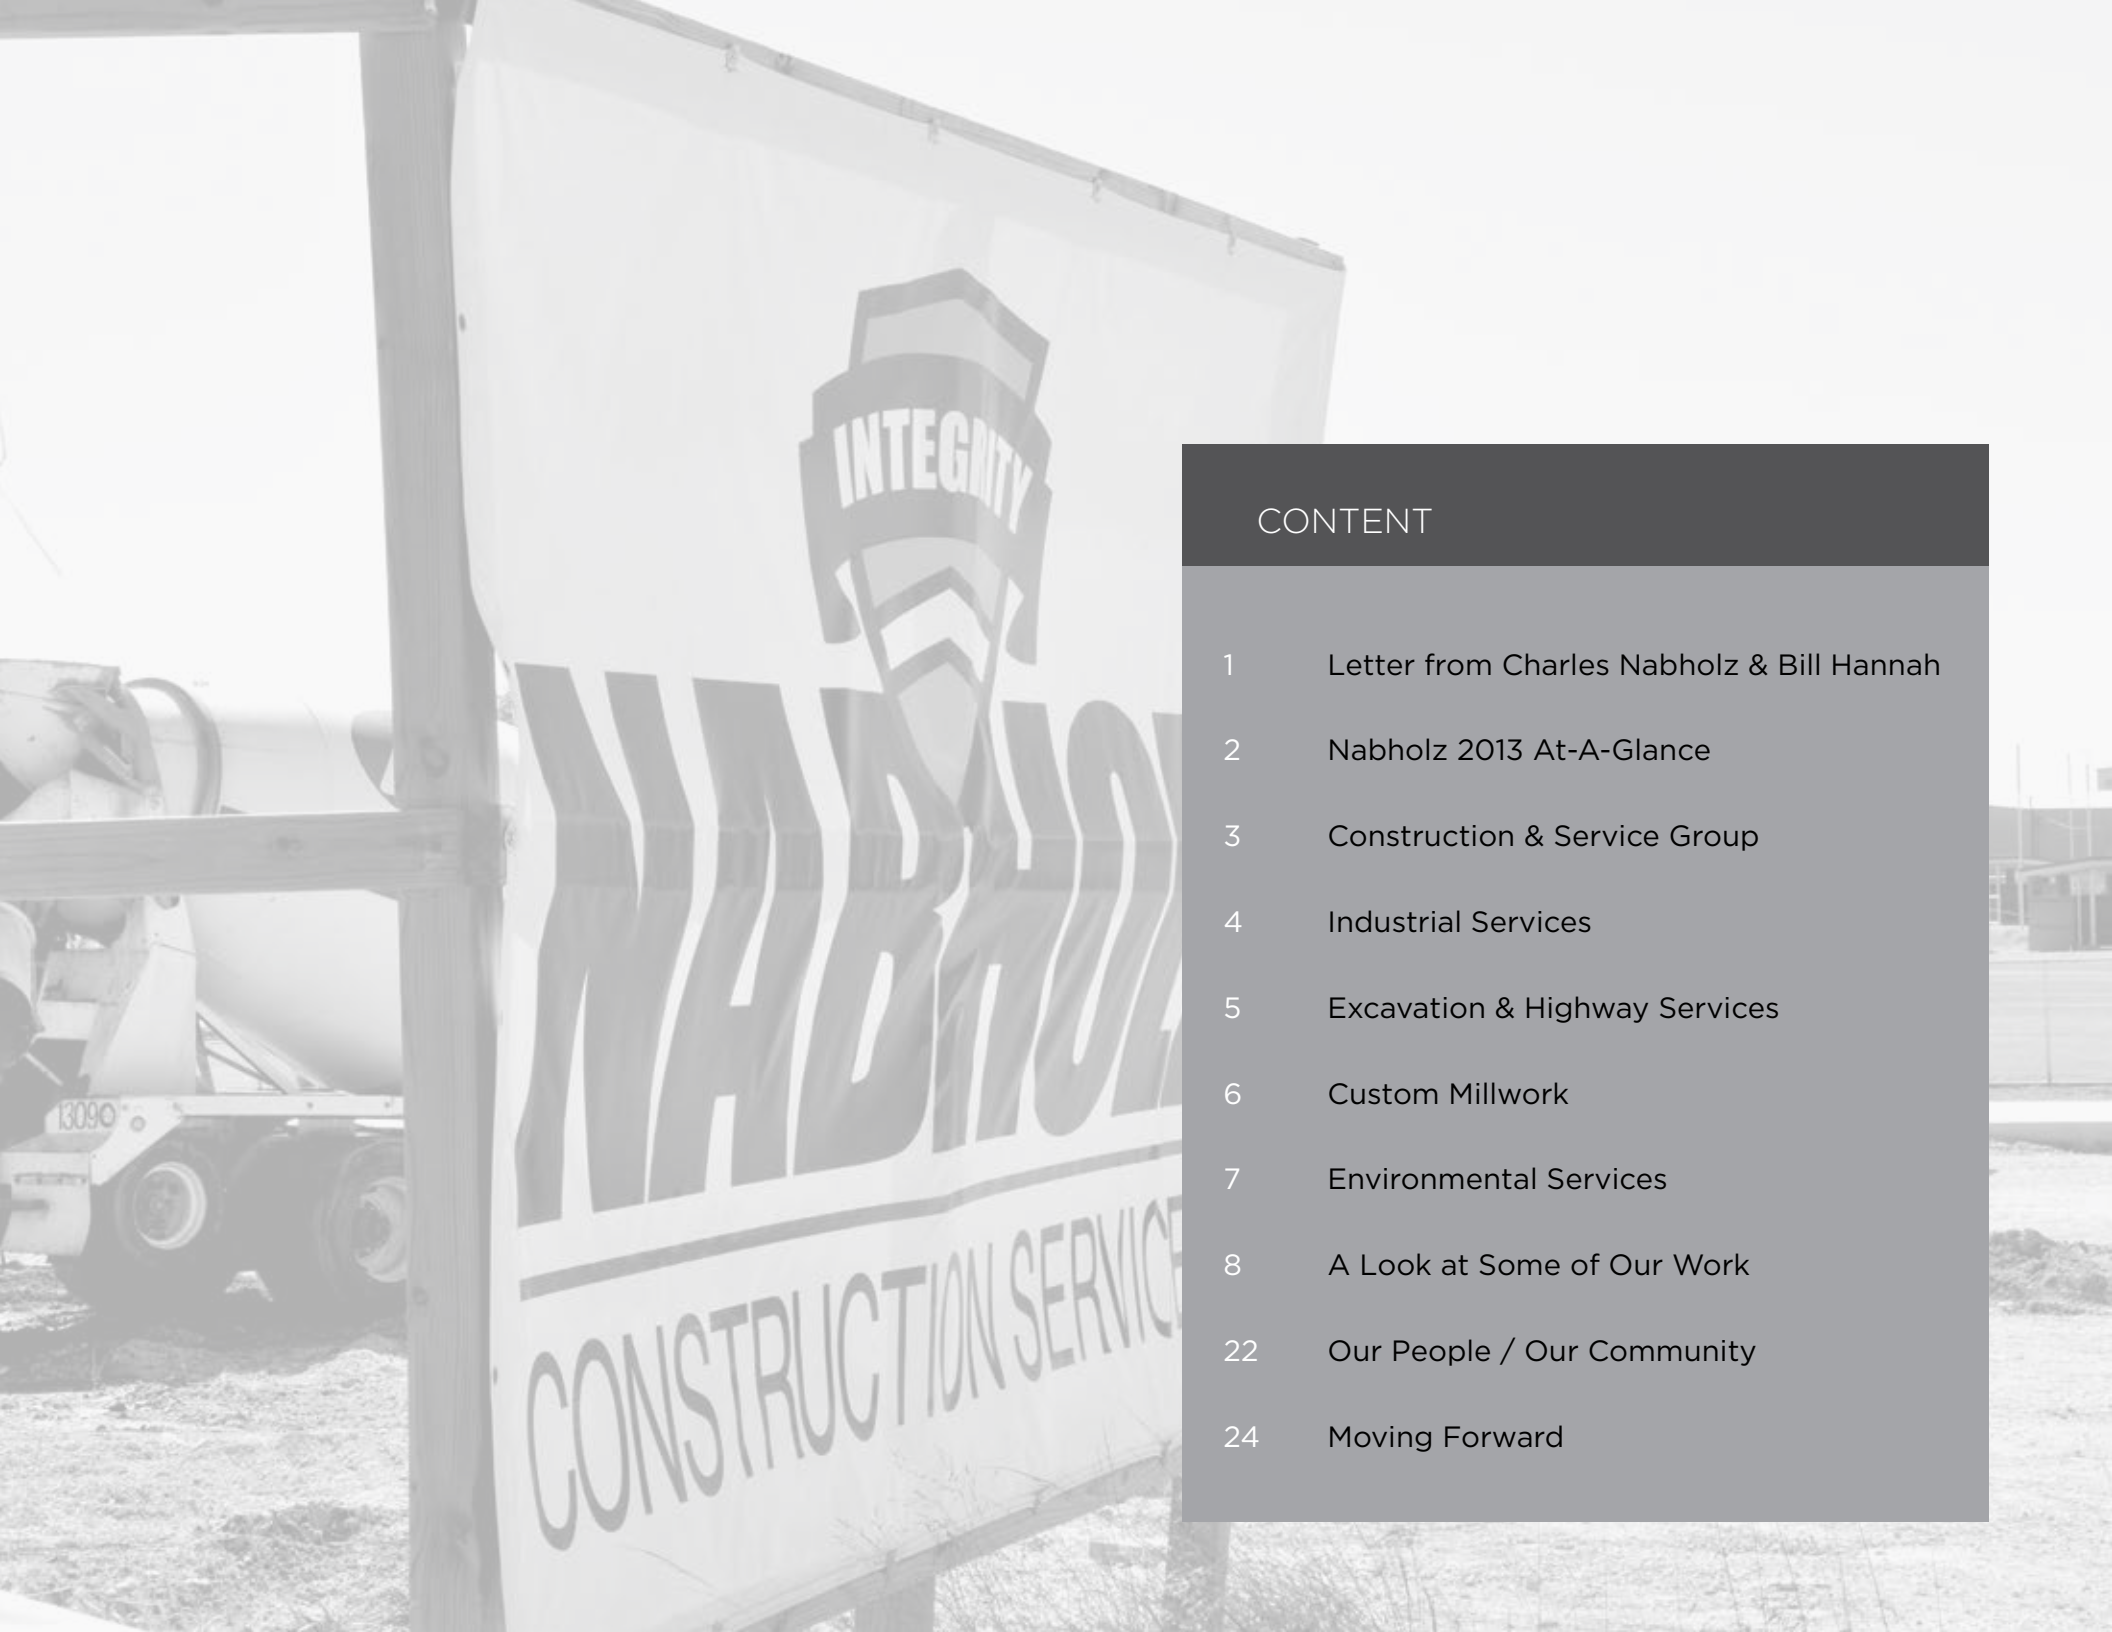 INTEGRITY
CONSTRUCTION
13090
CONTENT
1 Letter from Charles Nabholz & Bill Hannah
2 Nabholz 2013 At-A-Glance
3 Construction & Service Group
4 Industrial Services
5 Excavation & Highway Services
6 Custom Millwork
7 Environmental Services
8 A Look at Some of Our Work
22 Our People / Our Community
24 Moving Forward